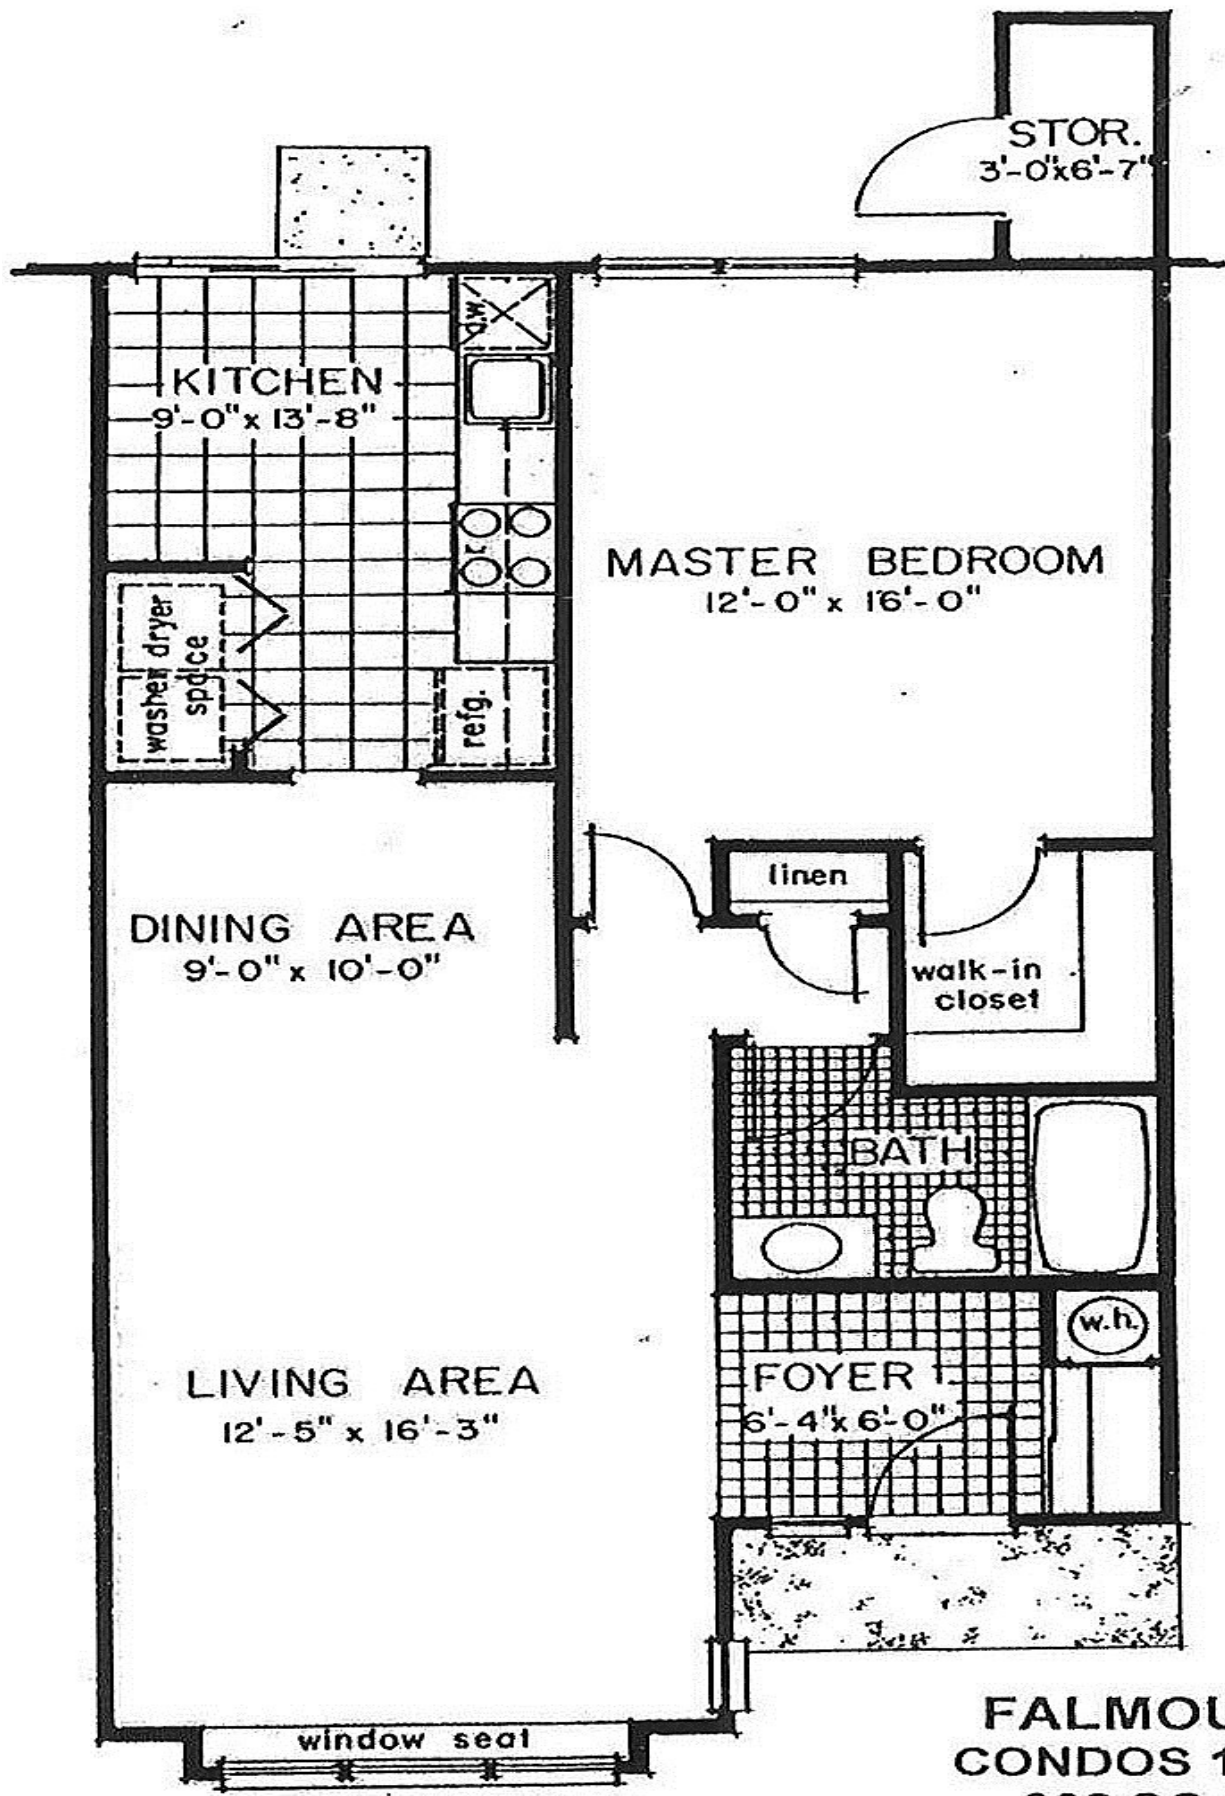 STOR.
3'-0"x6'-7"
d.w.
KITCHEN
9'-0" x 13'-8"
MASTER BEDROOM
12'-0" x 16'-0"
washer dryer
space
refg.
linen
DINING AREA
9'-0" x 10'-0"
walk-in
closet
BATH
w.h.
FOYER
6'-4"x 6'-0"
LIVING AREA
12'-5" x 16'-3"
window seat
FALMOU
CONDOS 1